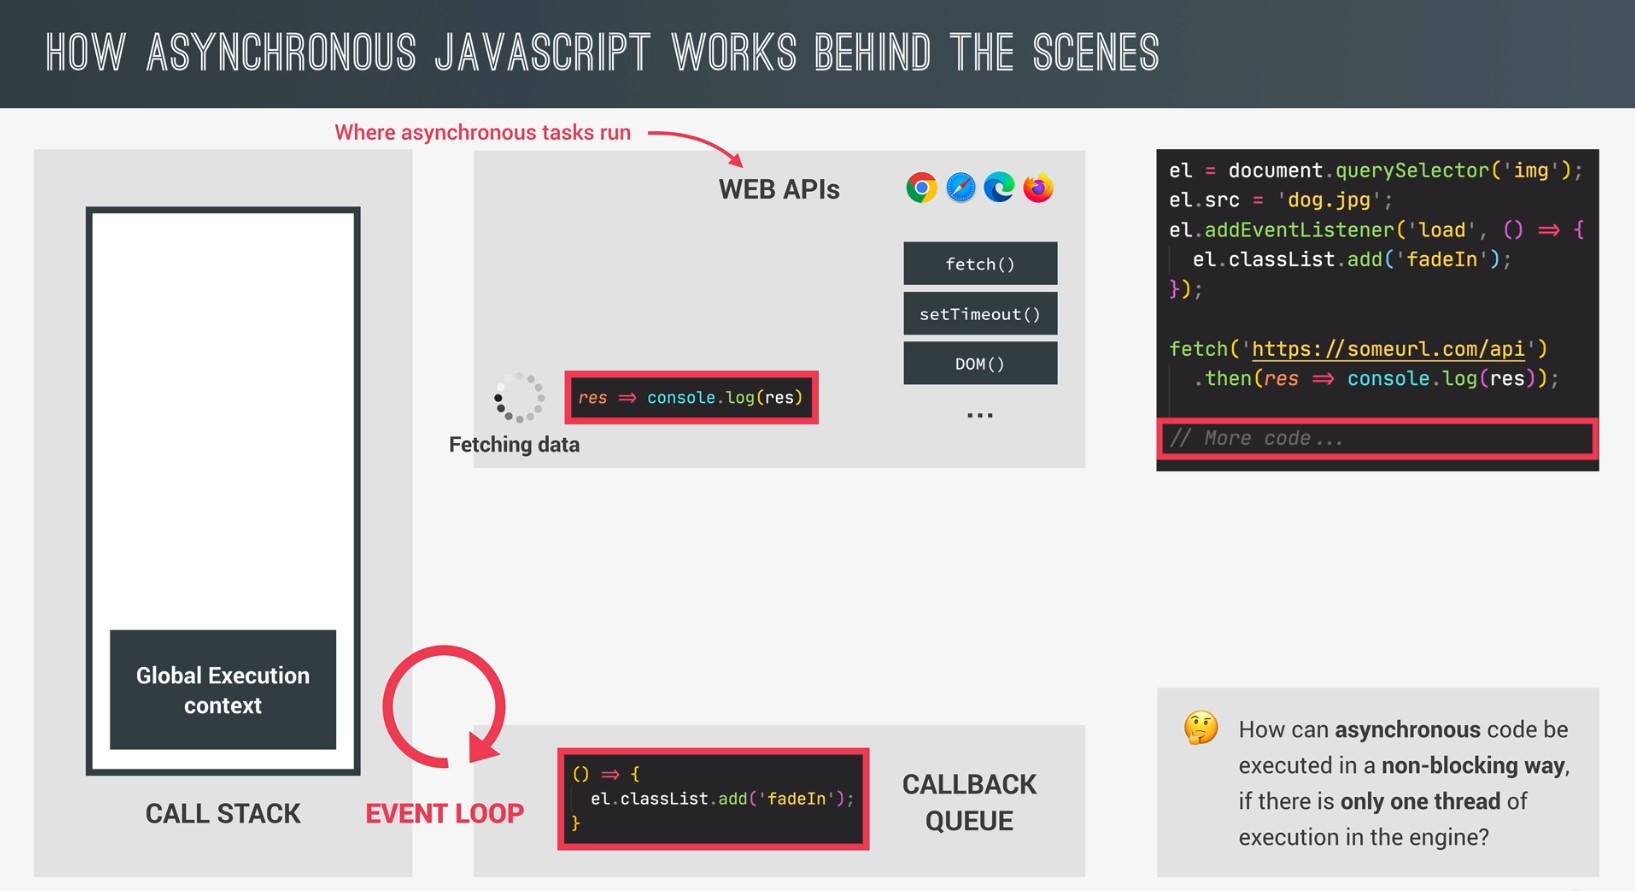 HOW ASYNCHRONOUS JAVASCRIPT WORKS BEHIND THE SCENES
Where asynchronous tasks run
WEB APIs
fetch()
setTimeout()
DOM()
...
res => console.log(res)
Fetching data
el = document.querySelector('img');
el.src = 'dog.jpg';
el.addEventListener('load', () => {
el.classList.add('fadeIn');
});
fetch('https://someurl.com/api')
.then(res => console.log(res));
// More code...
Global Execution
context
CALL STACK
EVENT LOOP
() => {
el.classList.add('fadeIn');
}
CALLBACK
QUEUE
How can asynchronous code be
executed in a non-blocking way,
if there is only one thread of
execution in the engine?